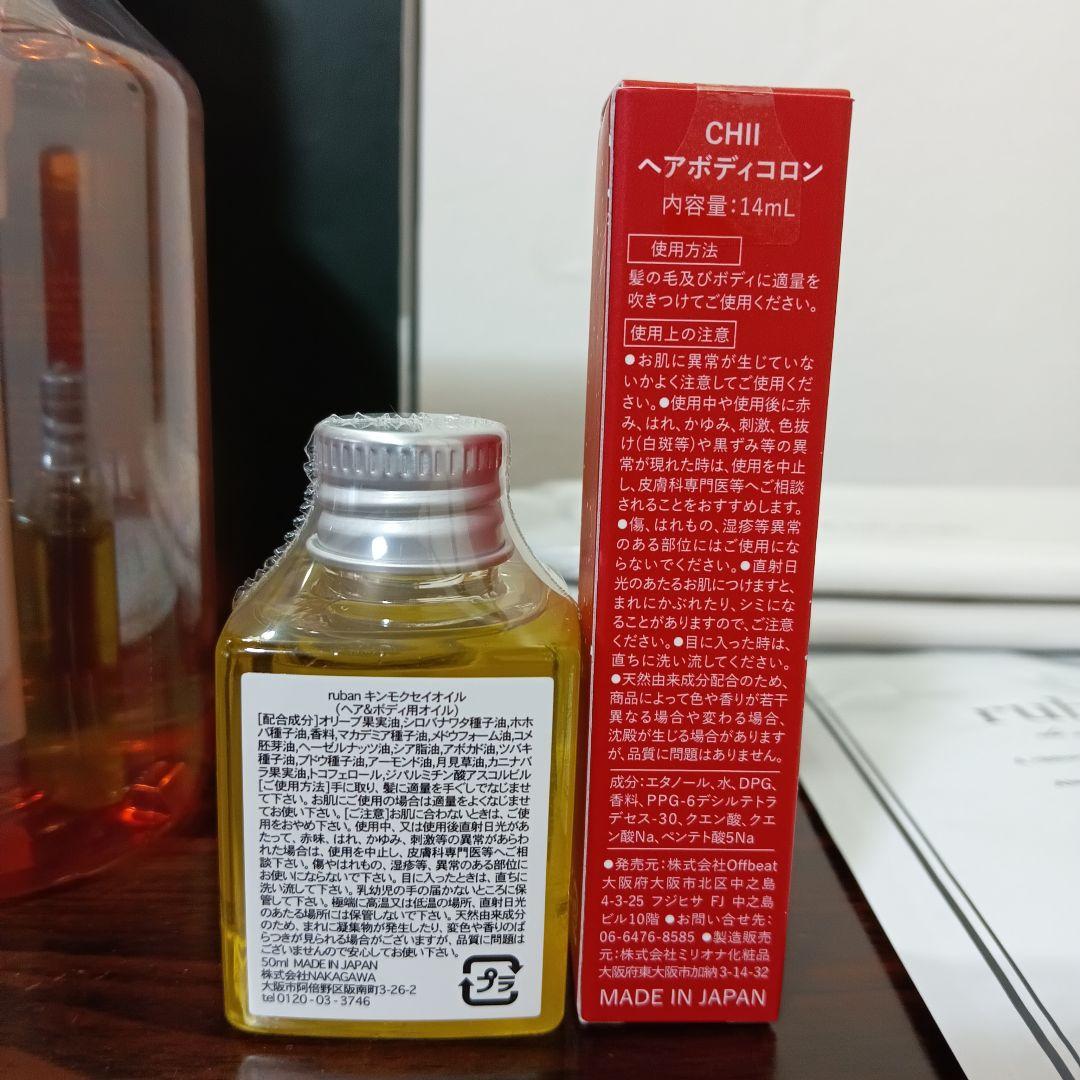 ruban キンモクセイオイル
(ヘア&ボディ用オイル)
[配合成分]オリーブ果実油,シロバナワタ種子油,ホホ
バ種子油,香料,マカデミア種子油,メドウフォーム油,コメ
胚芽油,ヘーゼルナッツ油,シア脂油,アボカド油,ツバキ
種子油,ブドウ種子油,アーモンド油,月見草油,カニナバ
ラ果実油,トコフェロール,ジパルミチン酸アスコルビル
[ご使用方法]手に取り、髪に適量を手ぐしでなじませ
て下さい。お肌にご使用の場合は適量をよくなじませ
てお使い下さい。[ご注意]お肌に合わないときは、ご使
用をおやめ下さい。使用中、又は使用後直射日光があ
たって、赤味、はれ、かゆみ、刺激等の異常があらわ
れた場合は、使用を中止し、皮膚科専門医等へご相
談下さい。傷やはれもの、湿疹等、異常のある部位に
お使いにならないで下さい。目に入ったときは、直ちに
洗い流して下さい。乳幼児の手の届かないところに保
管して下さい。極端に高温又は低温の場所、直射日光
のあたる場所には保管しないで下さい。天然由来成分
のため、まれに凝集物が発生したり、変色や香りのば
らつきが見られる場合がございますが、品質に問題は
ございませんので安心してお使い下さい。
50ml MADE IN JAPAN
株式会社NAKAGAWA
大阪市阿倍野区阪南町3-26-2
tel 0120-03-3746
プラ
CHII
ヘアボディコロン
内容量:14mL
使用方法
髪の毛及びボディに適量を
吹きつけてご使用ください。
使用上の注意
●お肌に異常が生じていな
いかよく注意してご使用くだ
さい。●使用中や使用後に赤
み、はれ、かゆみ、刺激、色抜
け(白斑等)や黒ずみ等の異
常が現れた時は、使用を中止
し、皮膚科専門医等へご相談
されることをおすすめします。
●傷、はれもの、湿疹等異常
のある部位にはご使用にな
らないでください。●直射日
光のあたるお肌につけますと、
まれにかぶれたり、シミにな
ることがありますので、ご注意
ください。●目に入った時は、
直ちに洗い流してください。
●天然由来成分配合のため、
商品によって色や香りが若干
異なる場合や変わる場合、
沈殿が生じる場合があります
が、品質に問題はありません。
成分:エタノール、水、DPG、
香料、PPG-6デシルテトラ
デセス-30、クエン酸、クエ
ン酸Na、ペンテト酸5Na
●発売元:株式会社Offbeat
大阪府大阪市北区中之島
4-3-25 フジヒサ FJ 中之島
ビル10階 ●お問い合せ先:
06-6476-8585 ●製造販売
元:株式会社ミリオナ化粧品
大阪府東大阪市加納3-14-32
MADE IN JAPAN